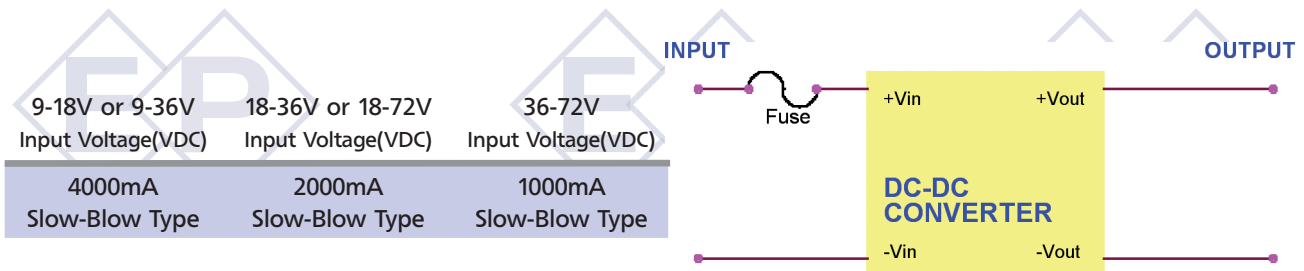 9-18V or 9-36V
Input Voltage(VDC)
18-36V or 18-72V
Input Voltage(VDC)
36-72V
Input Voltage(VDC)
4000mA
Slow-Blow Type
2000mA
Slow-Blow Type
1000mA
Slow-Blow Type
INPUT
OUTPUT
Fuse
+Vin
+Vout
DC-DC
CONVERTER
-Vin
-Vout
E P
E